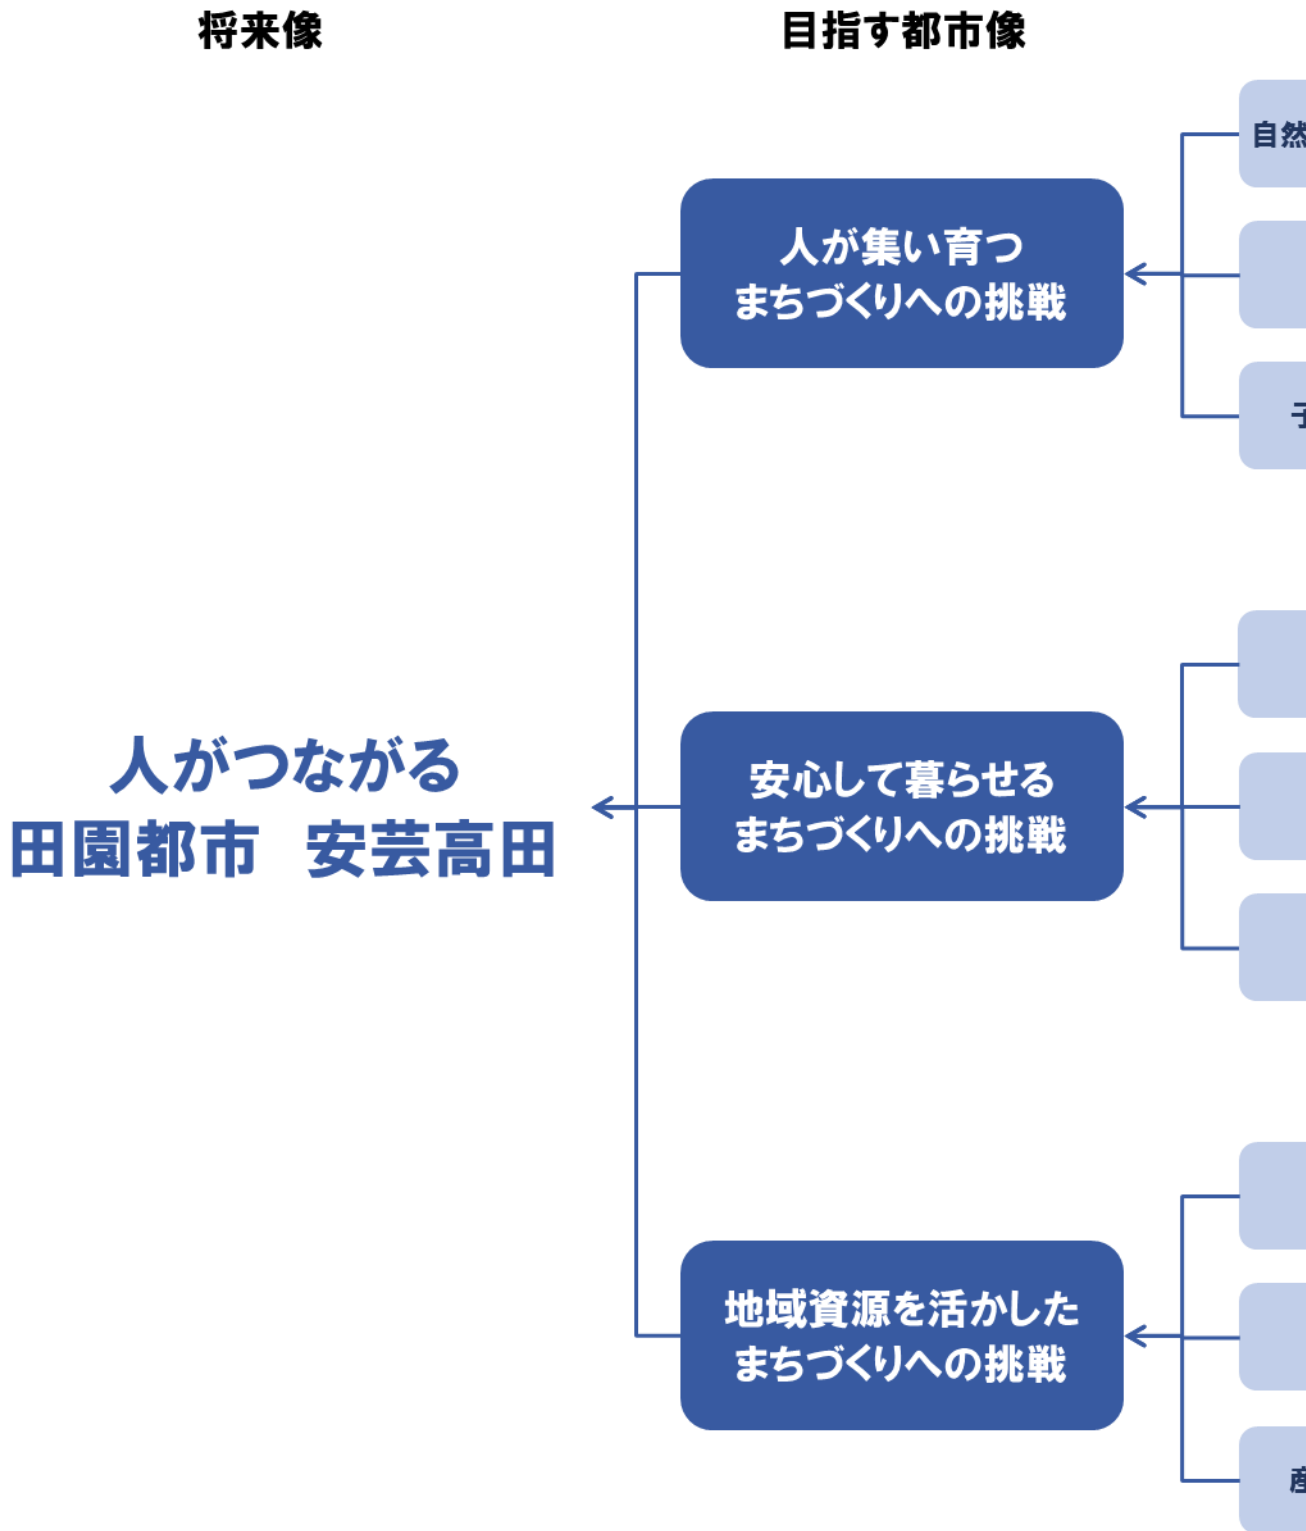 将来像
目指す都市像
人がつながる
田園都市　安芸高田
人が集い育つ
まちづくりへの挑戦
安心して暮らせる
まちづくりへの挑戦
地域資源を活かした
まちづくりへの挑戦
自然
子
産